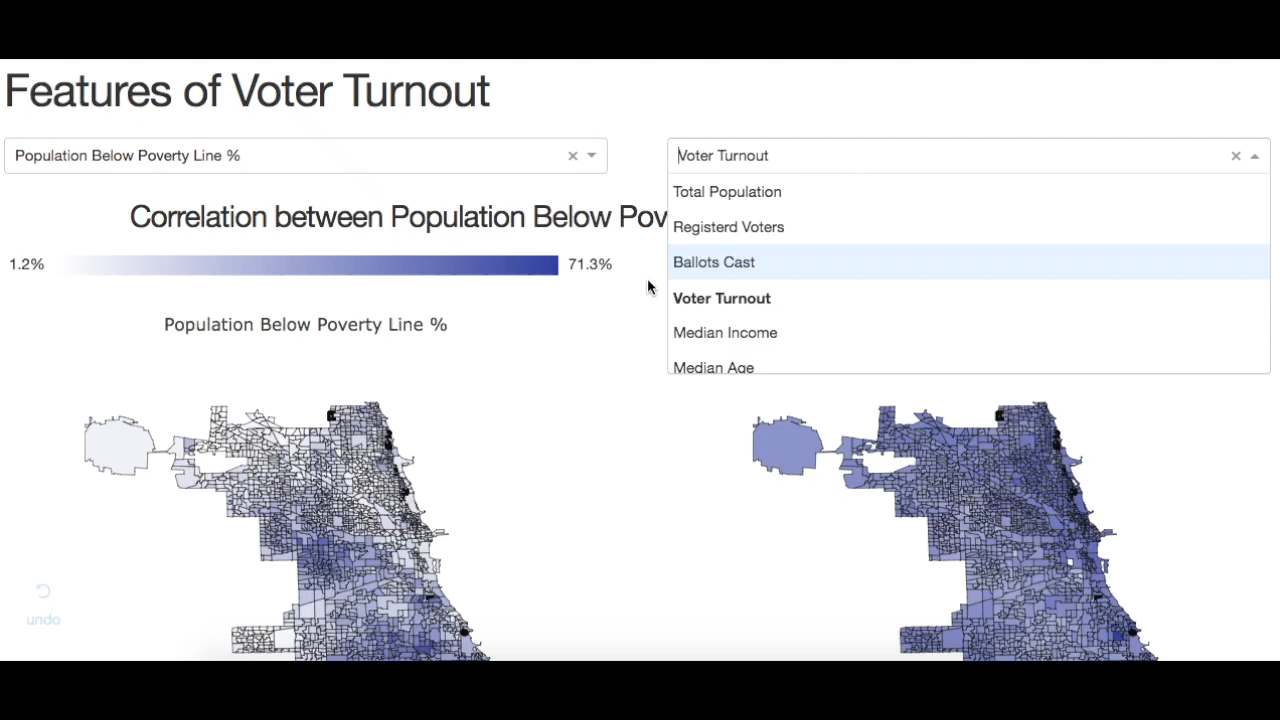 Features of Voter Turnout
Population Below Poverty Line %
Voter Turnout
Total Population
Registerd Voters
Ballots Cast
Voter Turnout
Median Income
Median Age
Correlation between Population Below Pov
1.2%
71.3%
Population Below Poverty Line %
undo